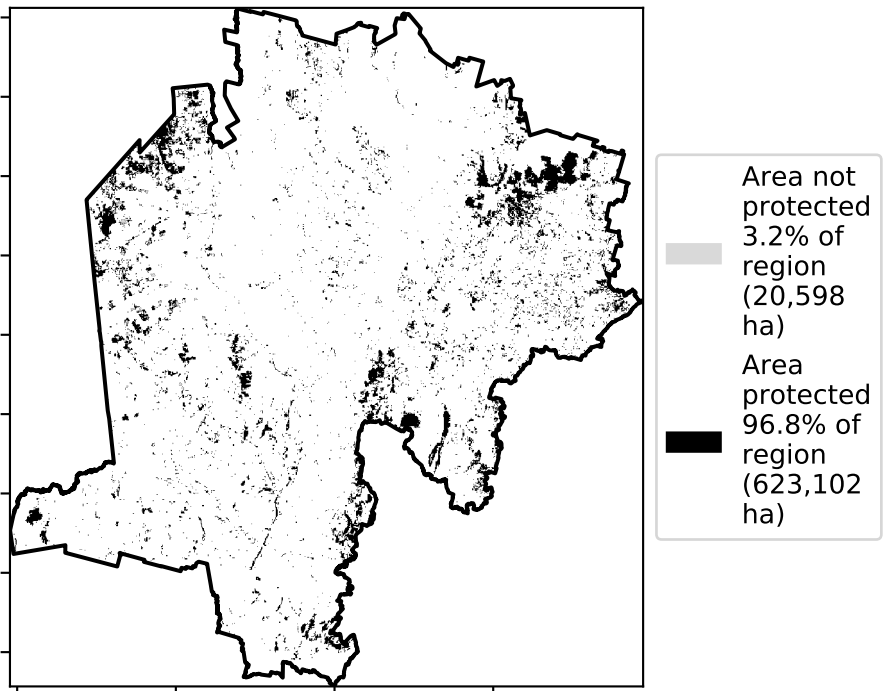 Area not
protected
3.2% of
region
(20,598
ha)
Area
protected
96.8% of
region
(623,102
ha)